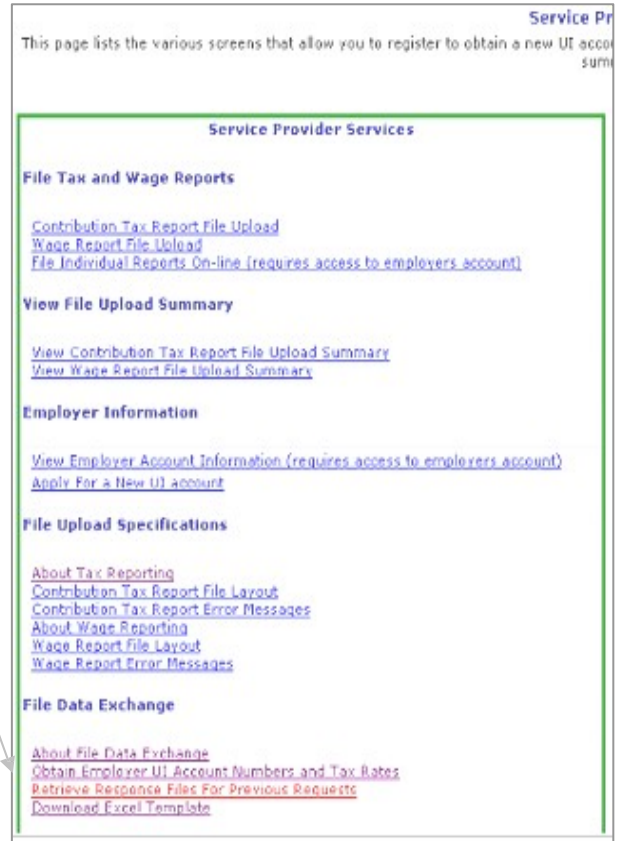 Service Pr
This page lists the various screens that allow you to register to obtain a new UI acco
sum
Service Provider Services
File Tax and Wage Reports
Contribution Tax Report File Upload
Wage Report File Upload
File Individual Reports On-line (requires access to employers account)
View File Upload Summary
View Contribution Tax Report File Upload Summary
View Wage Report File Upload Summary
Employer Information
View Employer Account Information (requires access to employers account)
Apply For a New UI account
File Upload Specifications
About Tax Reporting
Contribution Tax Report File Layout
Contribution Tax Report Error Messages
About Wage Reporting
Wage Report File Layout
Wage Report Error Messages
File Data Exchange
About File Data Exchange
Obtain Employer UI Account Numbers and Tax Rates
Retrieve Response Files For Previous Requests
Download Excel Template